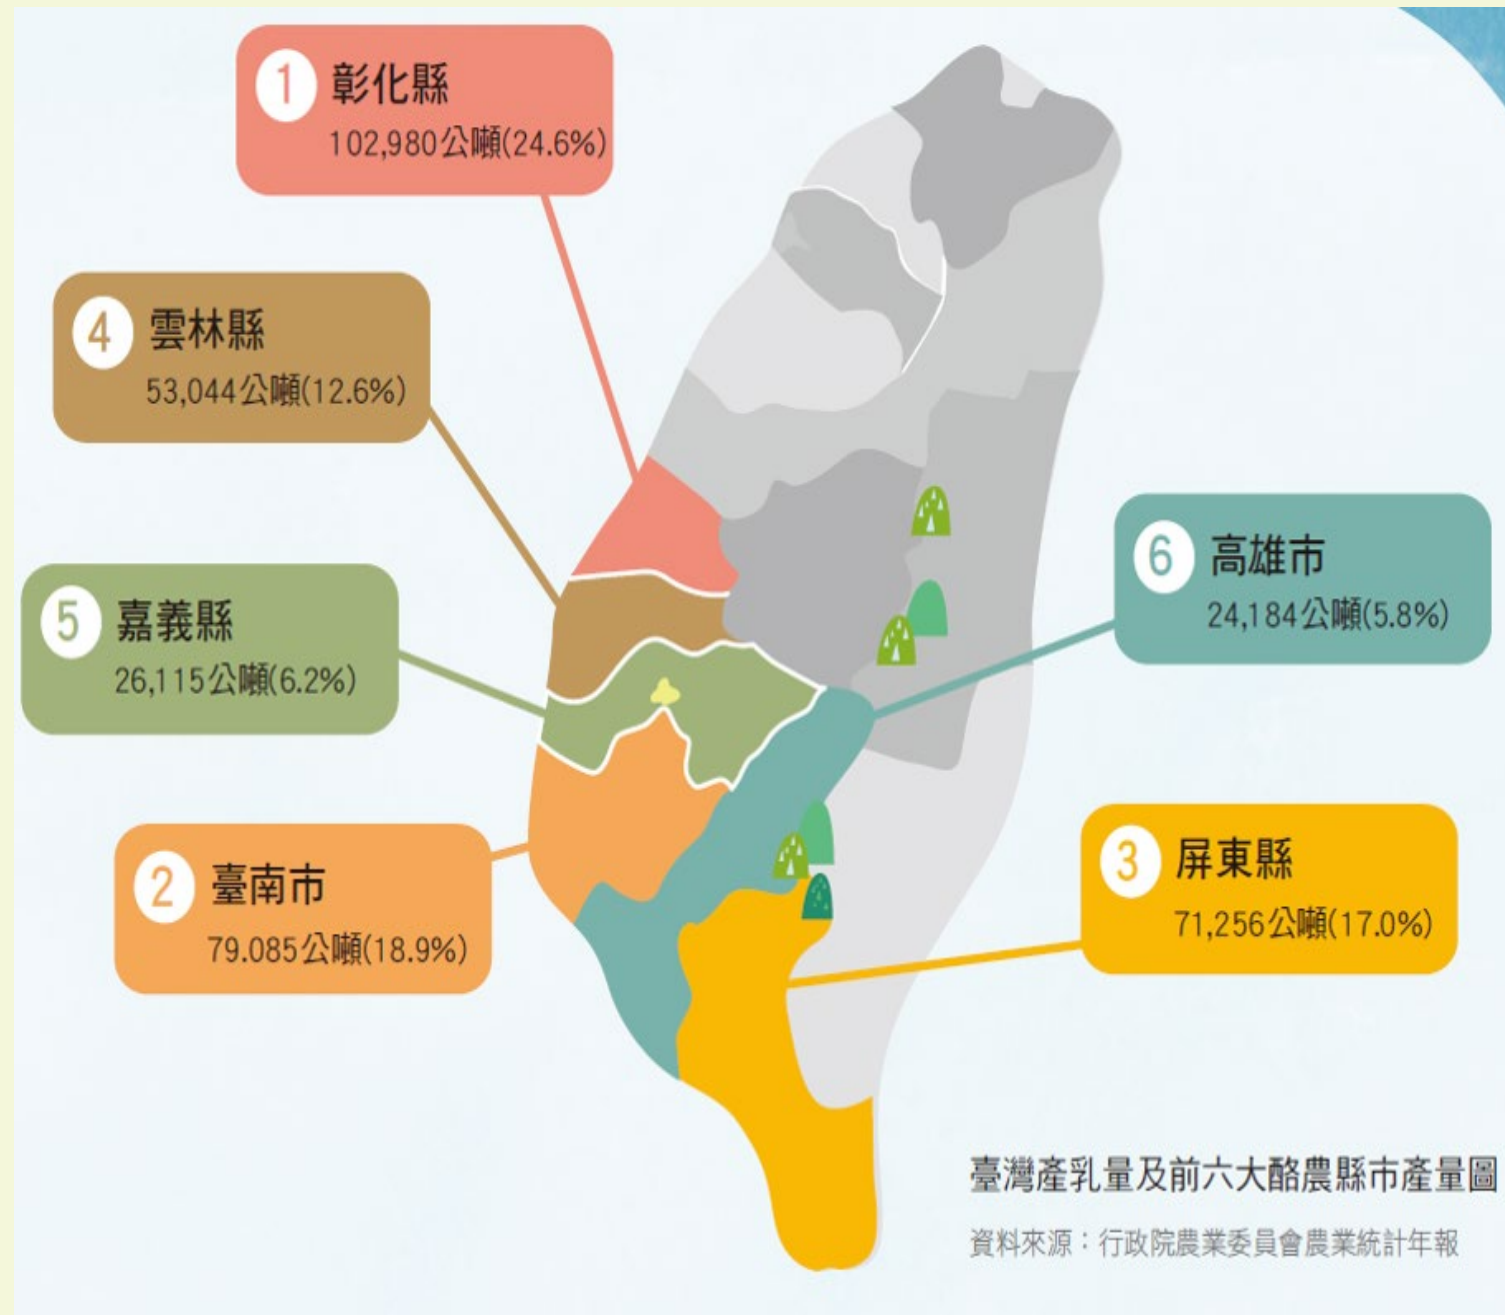 1 彰化縣
102,980公噸(24.6%)
4 雲林縣
53,044公噸(12.6%)
5 嘉義縣
26,115公噸(6.2%)
2 臺南市
79.085公噸(18.9%)
6 高雄市
24,184公噸(5.8%)
3 屏東縣
71,256公噸(17.0%)
臺灣產乳量及前六大酪農縣市產量圖
資料來源：行政院農業委員會農業統計年報